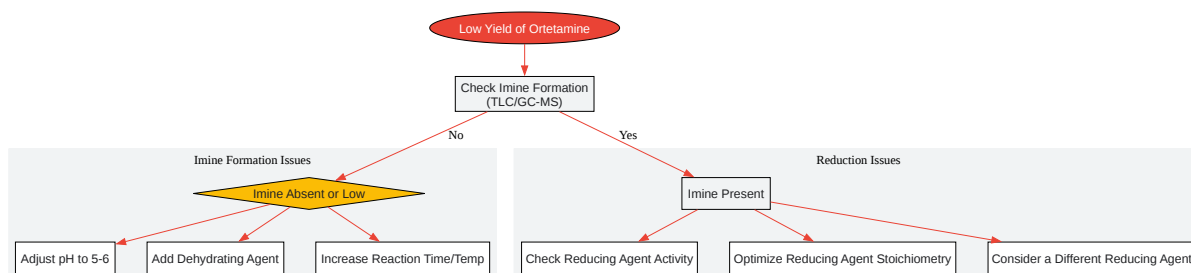 Low Yield of Ortetamine
Check Imine Formation
(TLC/GC-MS)
No
Yes
Imine Formation Issues
Reduction Issues
Imine Absent or Low
Imine Present
Adjust pH to 5-6
Add Dehydrating Agent
Increase Reaction Time/Temp
Check Reducing Agent Activity
Optimize Reducing Agent Stoichiometry
Consider a Different Reducing Agent